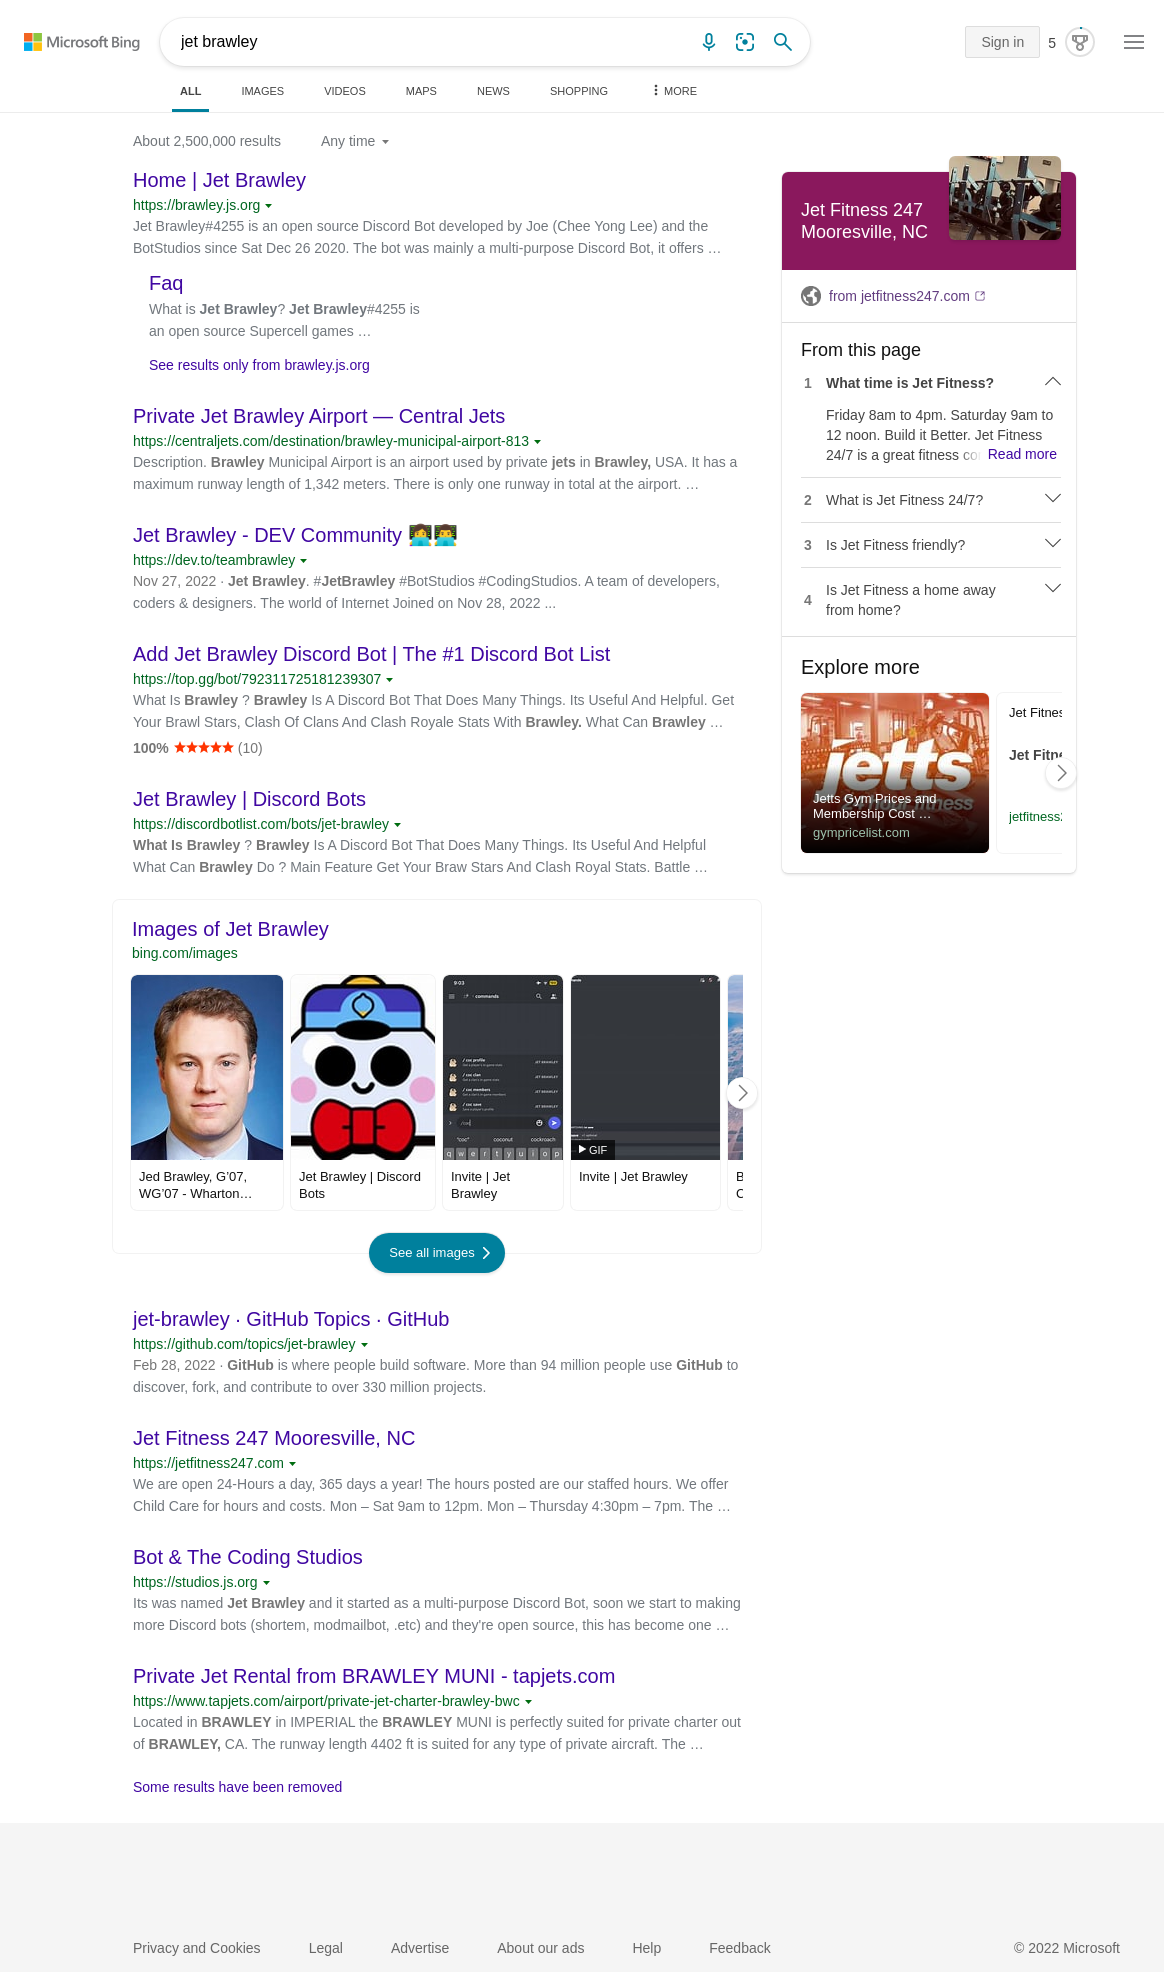 Microsoft Bing
jet brawley
Sign in
5
ALL
IMAGES
VIDEOS
MAPS
NEWS
SHOPPING
MORE
About 2,500,000 results
Any time
Home | Jet Brawley
https://brawley.js.org
Jet Brawley#4255 is an open source Discord Bot developed by Joe (Chee Yong Lee) and the
BotStudios since Sat Dec 26 2020. The bot was mainly a multi-purpose Discord Bot, it offers …
Faq
What is Jet Brawley? Jet Brawley#4255 is
an open source Supercell games …
See results only from brawley.js.org
Private Jet Brawley Airport — Central Jets
https://centraljets.com/destination/brawley-municipal-airport-813
Description. Brawley Municipal Airport is an airport used by private jets in Brawley, USA. It has a
maximum runway length of 1,342 meters. There is only one runway in total at the airport. …
Jet Brawley - DEV Community 👩‍💻👨‍💻
https://dev.to/teambrawley
Nov 27, 2022 · Jet Brawley. #JetBrawley #BotStudios #CodingStudios. A team of developers,
coders & designers. The world of Internet Joined on Nov 28, 2022 ...
Add Jet Brawley Discord Bot | The #1 Discord Bot List
https://top.gg/bot/792311725181239307
What Is Brawley ? Brawley Is A Discord Bot That Does Many Things. Its Useful And Helpful. Get
Your Brawl Stars, Clash Of Clans And Clash Royale Stats With Brawley. What Can Brawley …
100% ★★★★★ (10)
Jet Brawley | Discord Bots
https://discordbotlist.com/bots/jet-brawley
What Is Brawley ? Brawley Is A Discord Bot That Does Many Things. Its Useful And Helpful
What Can Brawley Do ? Main Feature Get Your Braw Stars And Clash Royal Stats. Battle …
Images of Jet Brawley
bing.com/images
9:03
commands
/ coc profile
JET BRAWLEY
/ coc clan
JET BRAWLEY
/ coc members
JET BRAWLEY
/ coc save
JET BRAWLEY
"coc" coconut cockroach
q w e r t y u i o p
GIF
Jed Brawley, G'07,
WG'07 - Wharton…
Jet Brawley | Discord
Bots
Invite | Jet
Brawley
Invite | Jet Brawley
B
C
See all images
jet-brawley · GitHub Topics · GitHub
https://github.com/topics/jet-brawley
Feb 28, 2022 · GitHub is where people build software. More than 94 million people use GitHub to
discover, fork, and contribute to over 330 million projects.
Jet Fitness 247 Mooresville, NC
https://jetfitness247.com
We are open 24-Hours a day, 365 days a year! The hours posted are our staffed hours. We offer
Child Care for hours and costs. Mon – Sat 9am to 12pm. Mon – Thursday 4:30pm – 7pm. The …
Bot & The Coding Studios
https://studios.js.org
Its was named Jet Brawley and it started as a multi-purpose Discord Bot, soon we start to making
more Discord bots (shortem, modmailbot, .etc) and they're open source, this has become one …
Private Jet Rental from BRAWLEY MUNI - tapjets.com
https://www.tapjets.com/airport/private-jet-charter-brawley-bwc
Located in BRAWLEY in IMPERIAL the BRAWLEY MUNI is perfectly suited for private charter out
of BRAWLEY, CA. The runway length 4402 ft is suited for any type of private aircraft. The …
Some results have been removed
Jet Fitness 247
Mooresville, NC
from jetfitness247.com
From this page
1 What time is Jet Fitness?
Friday 8am to 4pm. Saturday 9am to
12 noon. Build it Better. Jet Fitness
24/7 is a great fitness co Read more
2 What is Jet Fitness 24/7?
3 Is Jet Fitness friendly?
4 Is Jet Fitness a home away
from home?
Explore more
jetts
24 hour fitness
Jetts Gym Prices and
Membership Cost …
gympricelist.com
Jet Fitnes
Jet Fitne
jetfitness2
Privacy and Cookies
Legal
Advertise
About our ads
Help
Feedback
© 2022 Microsoft